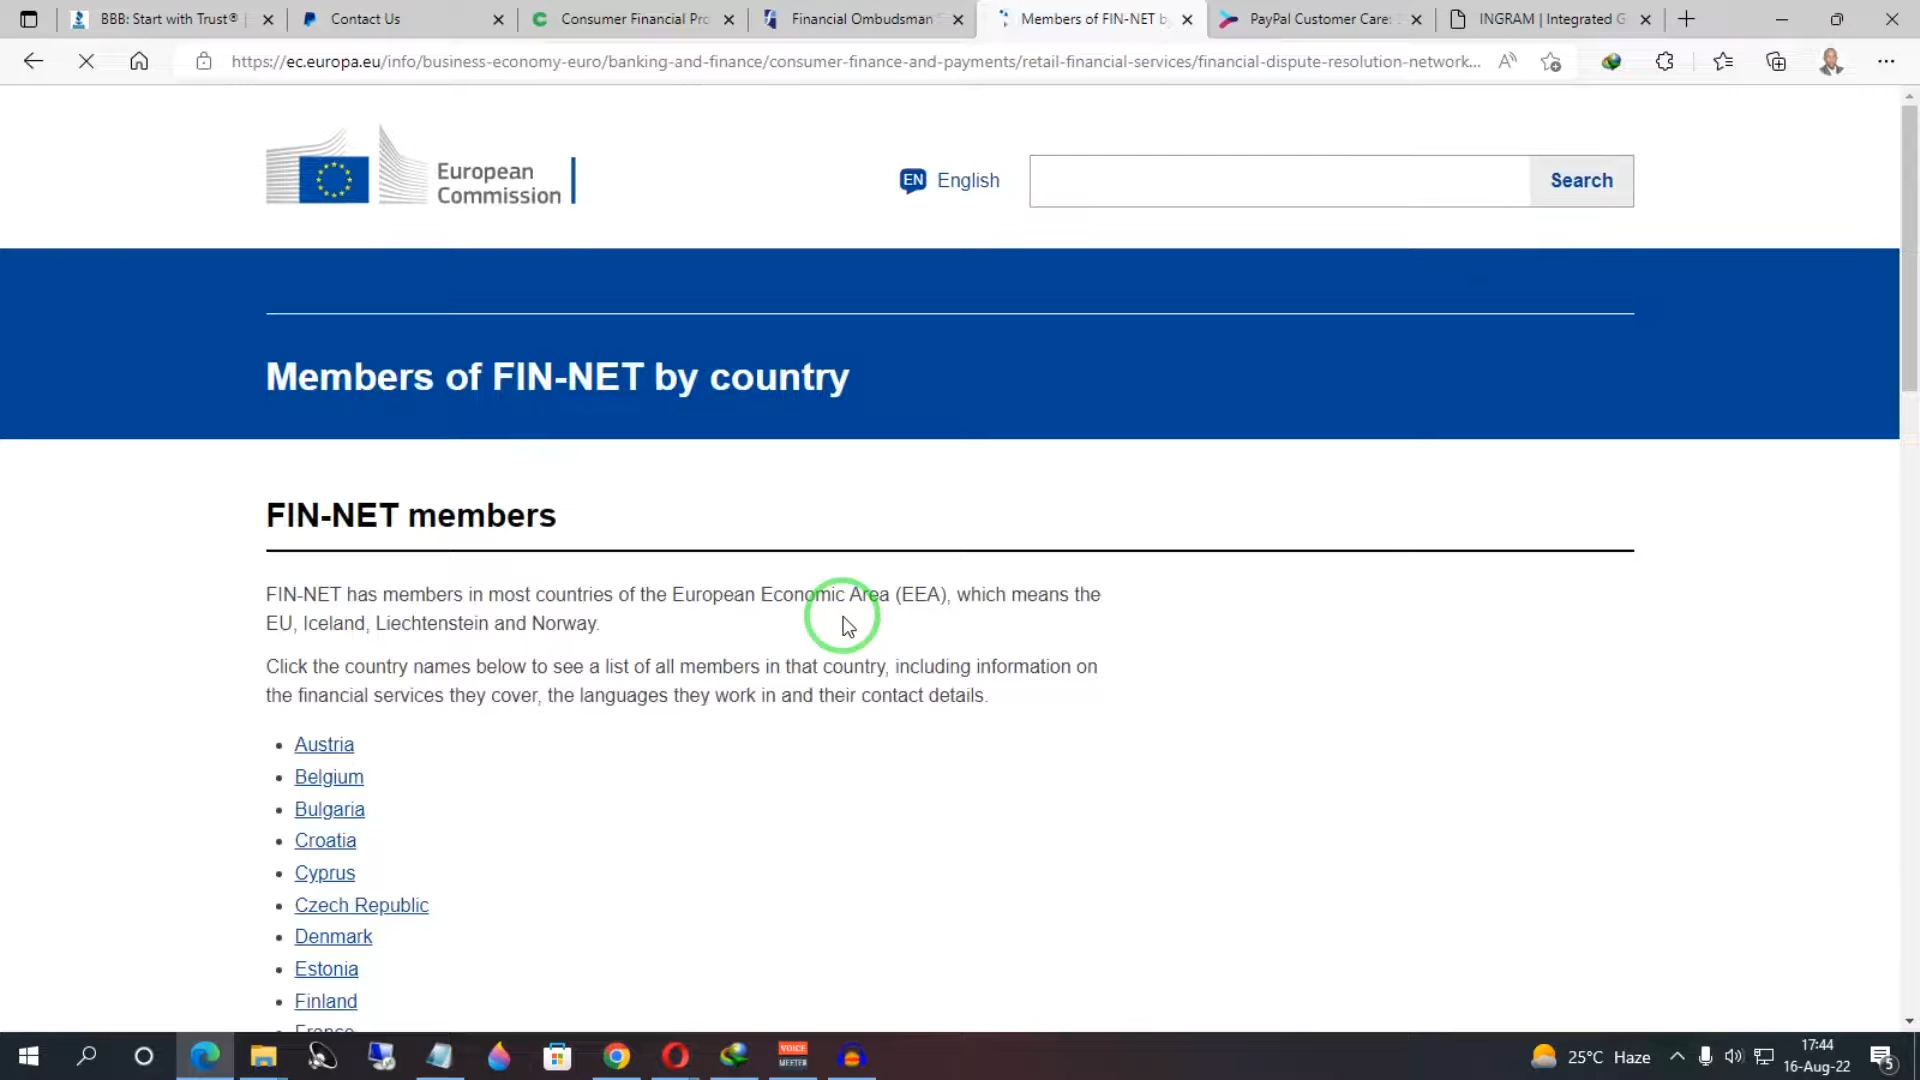 BBB: Start with Trust®
Contact Us
Consumer Financial Pro
Financial Ombudsman S
Members of FIN-NET b
PayPal Customer Care:
INGRAM | Integrated G
https://ec.europa.eu/info/business-economy-euro/banking-and-finance/consumer-finance-and-payments/retail-financial-services/financial-dispute-resolution-network...
European
Commission
EN English
Search
Members of FIN-NET by country
FIN-NET members
FIN-NET has members in most countries of the European Economic Area (EEA), which means the
EU, Iceland, Liechtenstein and Norway.
Click the country names below to see a list of all members in that country, including information on
the financial services they cover, the languages they work in and their contact details.
Austria
Belgium
Bulgaria
Croatia
Cyprus
Czech Republic
Denmark
Estonia
Finland
France
VOICE
MEETER
25°C Haze
17:44
16-Aug-22
5